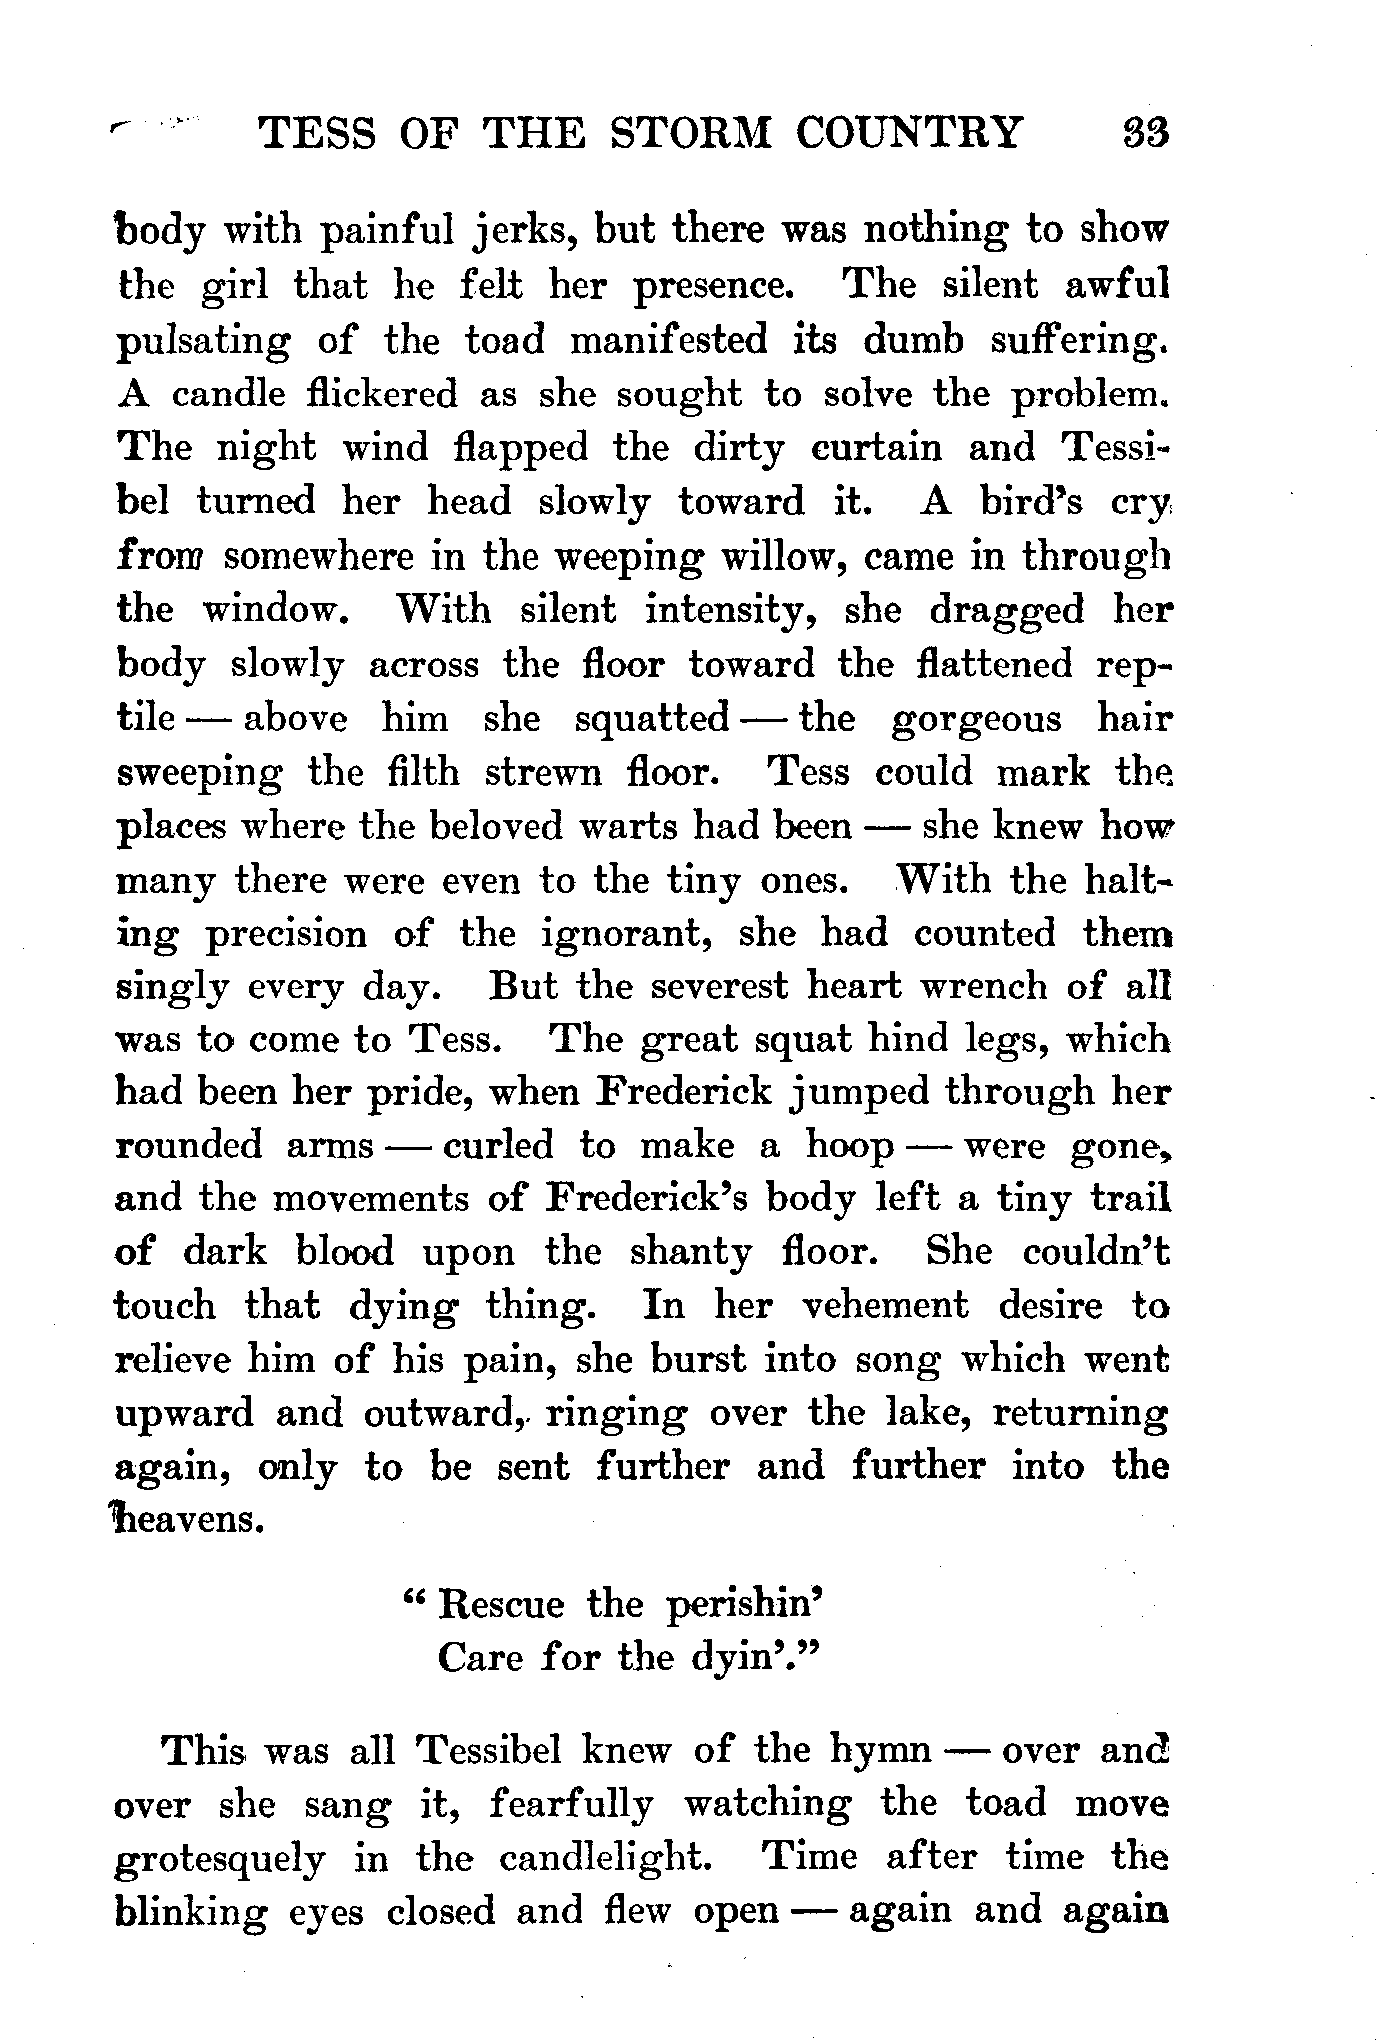 TESS OF THE STORM COUNTRY 33
body with painful jerks, but there was nothing to show
the girl that he felt her presence. The silent awful
pulsating of the toad manifested its dumb suffering.
A candle flickered as she sought to solve the problem.
The night wind flapped the dirty curtain and Tessi-
bel turned her head slowly toward it. A bird's cry
from somewhere in the weeping willow, came in through
the window. With silent intensity, she dragged her
body slowly across the floor toward the flattened rep-
tile — above him she squatted — the gorgeous hair
sweeping the filth strewn floor. Tess could mark the
places where the beloved warts had been — she knew how
many there were even to the tiny ones. With the halt-
ing precision of the ignorant, she had counted them
singly every day. But the severest heart wrench of all
was to come to Tess. The great squat hind legs, which
had been her pride, when Frederick jumped through her
rounded arms — curled to make a hoop — were gone,
and the movements of Frederick's body left a tiny trail
of dark blood upon the shanty floor. She couldn't
touch that dying thing. In her vehement desire to
relieve him of his pain, she burst into song which went
upward and outward, ringing over the lake, returning
again, only to be sent further and further into the
heavens.
" Rescue the perishin'
Care for the dyin'."
This was all Tessibel knew of the hymn — over and
over she sang it, fearfully watching the toad move
grotesquely in the candlelight. Time after time the
blinking eyes closed and flew open — again and again